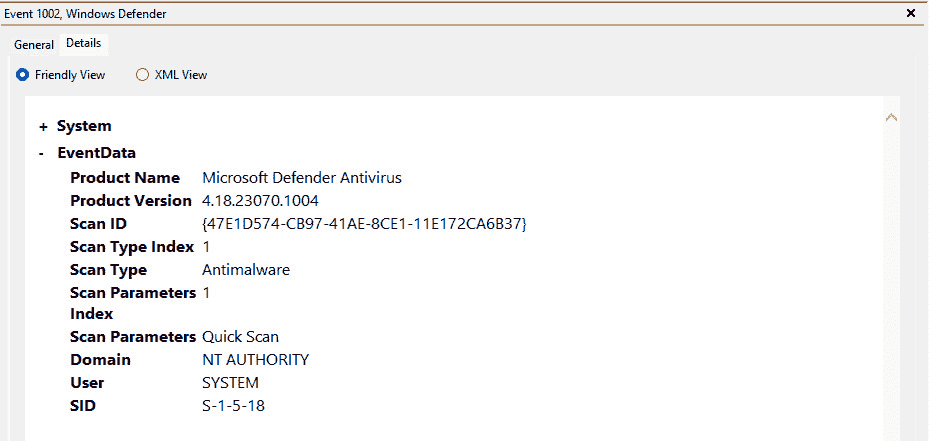 Event 1002, Windows Defender
General Details
Friendly View XML View
+ System
- EventData
Product Name Microsoft Defender Antivirus
Product Version 4.18.23070.1004
Scan ID {47E1D574-CB97-41AE-8CE1-11E172CA6B37}
Scan Type Index 1
Scan Type Antimalware
Scan Parameters 1
Index
Scan Parameters Quick Scan
Domain NT AUTHORITY
User SYSTEM
SID S-1-5-18